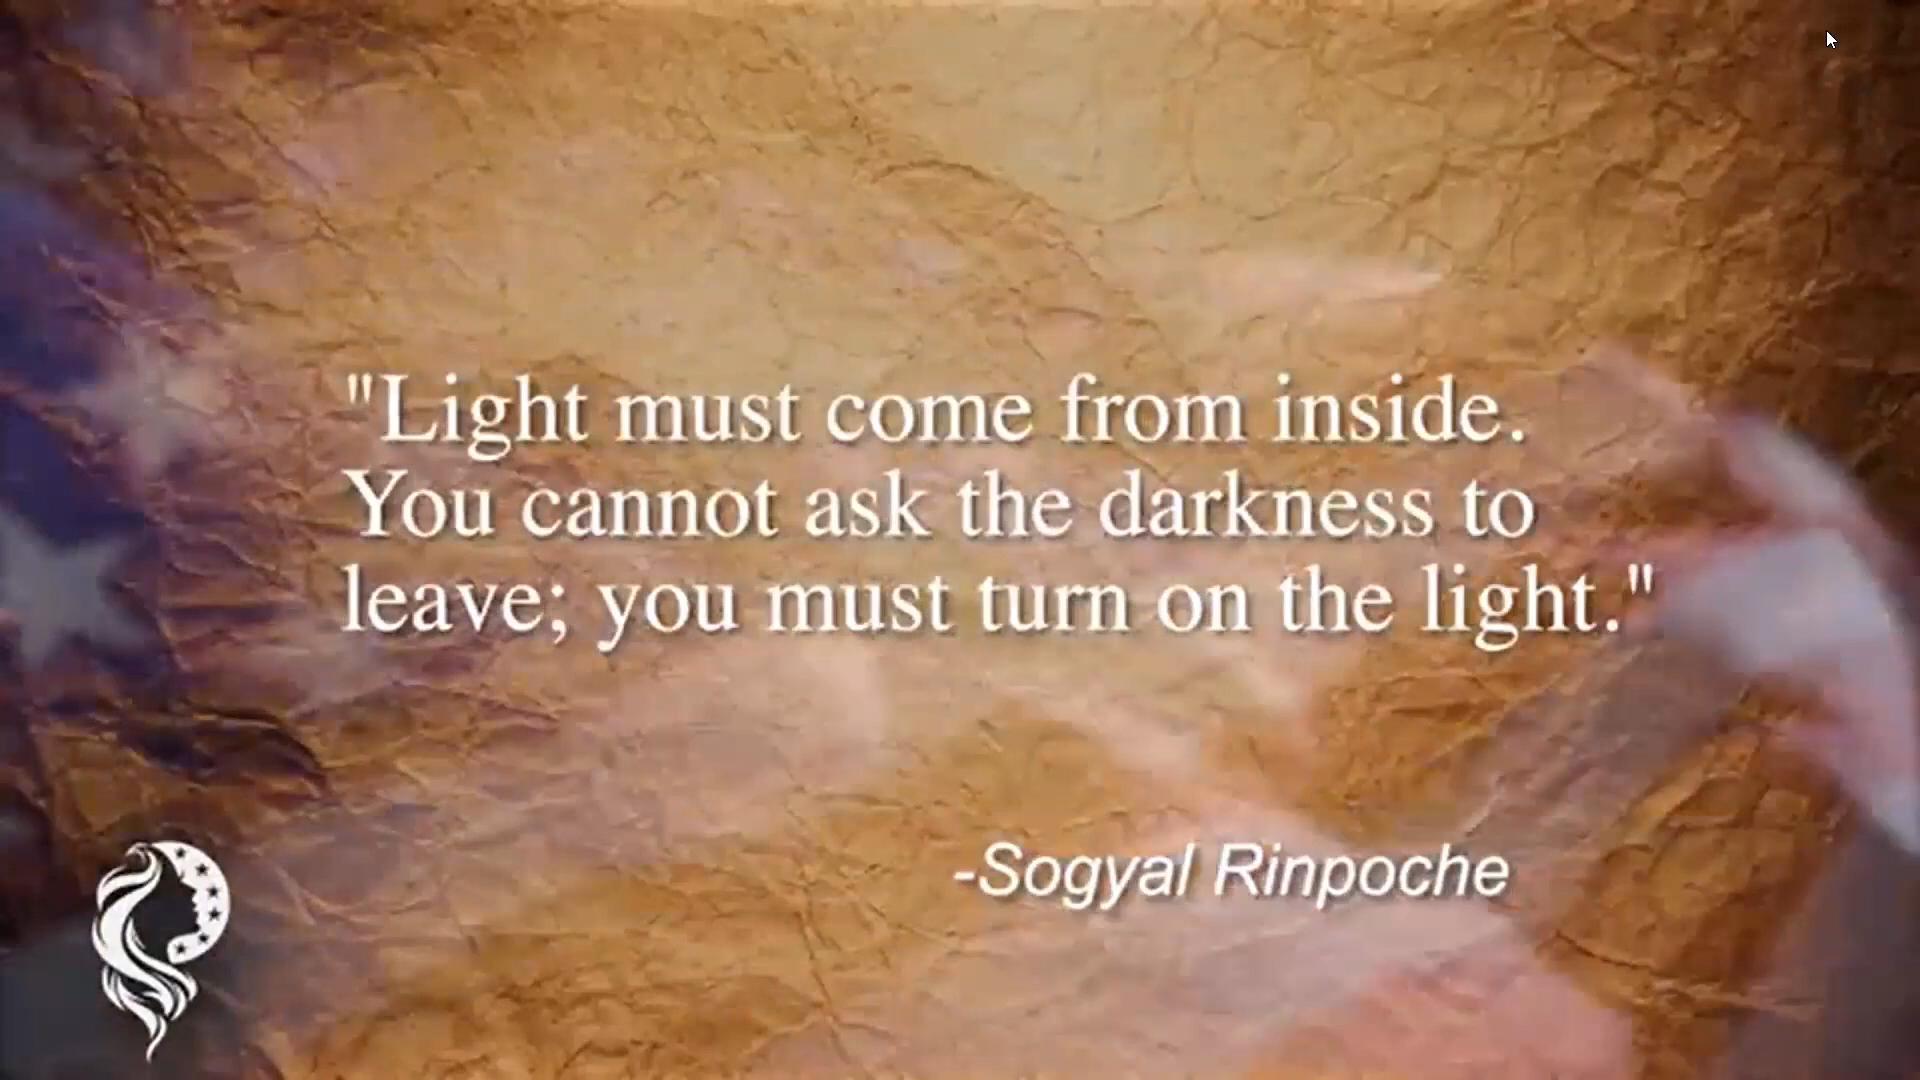 "Light must come from inside.
You cannot ask the darkness to
leave; you must turn on the light."
-Sogyal Rinpoche